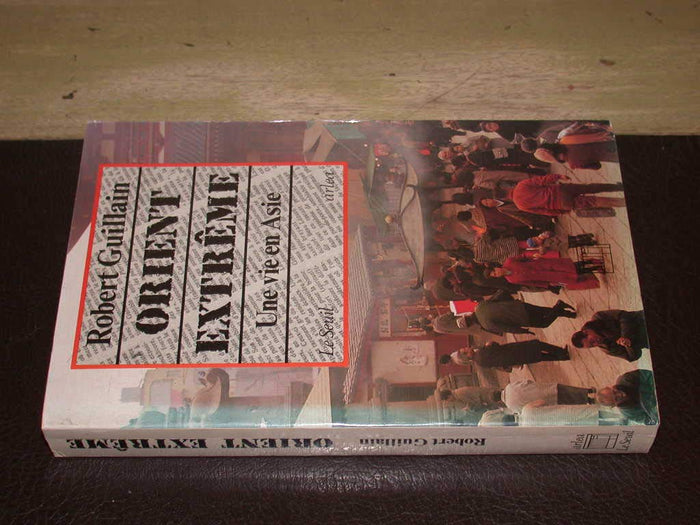 Robert Guillain
ORIENT
EXTRÊME
Une vie en Asie
Le Seuil
arléa
ORIENT EXTRÊME
Robert Guillain
arléa
Le Seuil